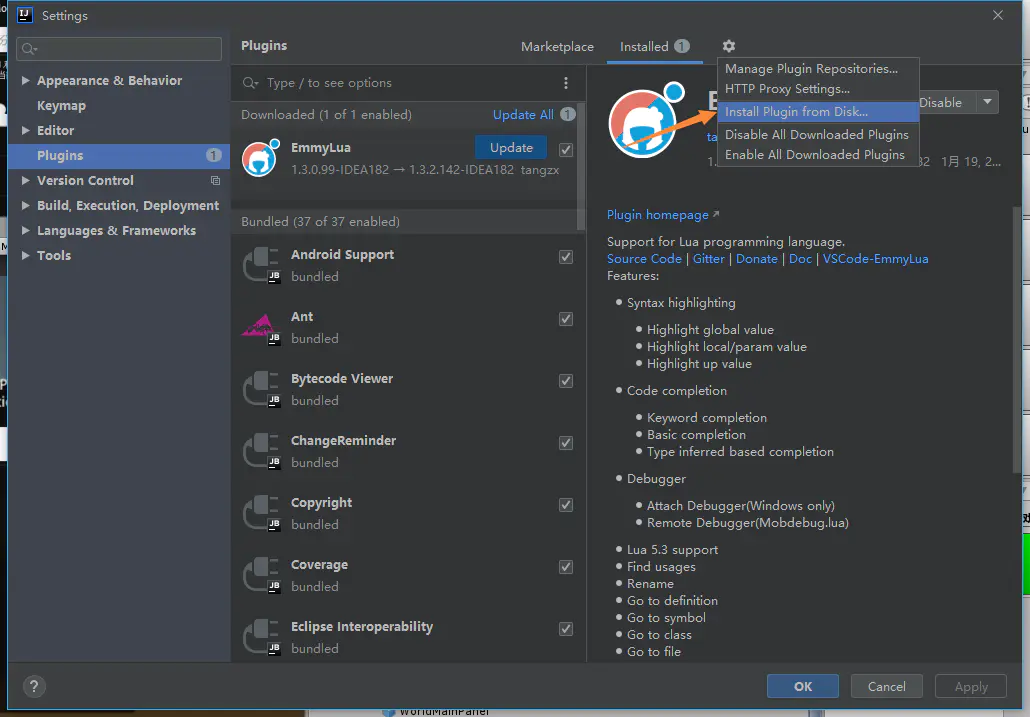 Settings
Plugins
Marketplace
Installed 1
Appearance & Behavior
Keymap
Editor
Plugins 1
Version Control
Build, Execution, Deployment
Languages & Frameworks
Tools
Type / to see options
Downloaded (1 of 1 enabled) Update All 1
EmmyLua Update
1.3.0.99-IDEA182 → 1.3.2.142-IDEA182 tangzx
Bundled (37 of 37 enabled)
Android Support
JB bundled
Ant
JB bundled
Bytecode Viewer
JB bundled
ChangeReminder
JB bundled
Copyright
JB bundled
Coverage
JB bundled
Eclipse Interoperability
JB bundled
Manage Plugin Repositories...
HTTP Proxy Settings...
Install Plugin from Disk...
Disable All Downloaded Plugins
Enable All Downloaded Plugins
Disable
1月 19, 2...
Plugin homepage ↗
Support for Lua programming language.
Source Code | Gitter | Donate | Doc | VSCode-EmmyLua
Features:
• Syntax highlighting
• Highlight global value
• Highlight local/param value
• Highlight up value
• Code completion
• Keyword completion
• Basic completion
• Type inferred based completion
• Debugger
• Attach Debugger(Windows only)
• Remote Debugger(Mobdebug.lua)
• Lua 5.3 support
• Find usages
• Rename
• Go to definition
• Go to symbol
• Go to class
• Go to file
?
OK
Cancel
Apply
WorldMainPanel